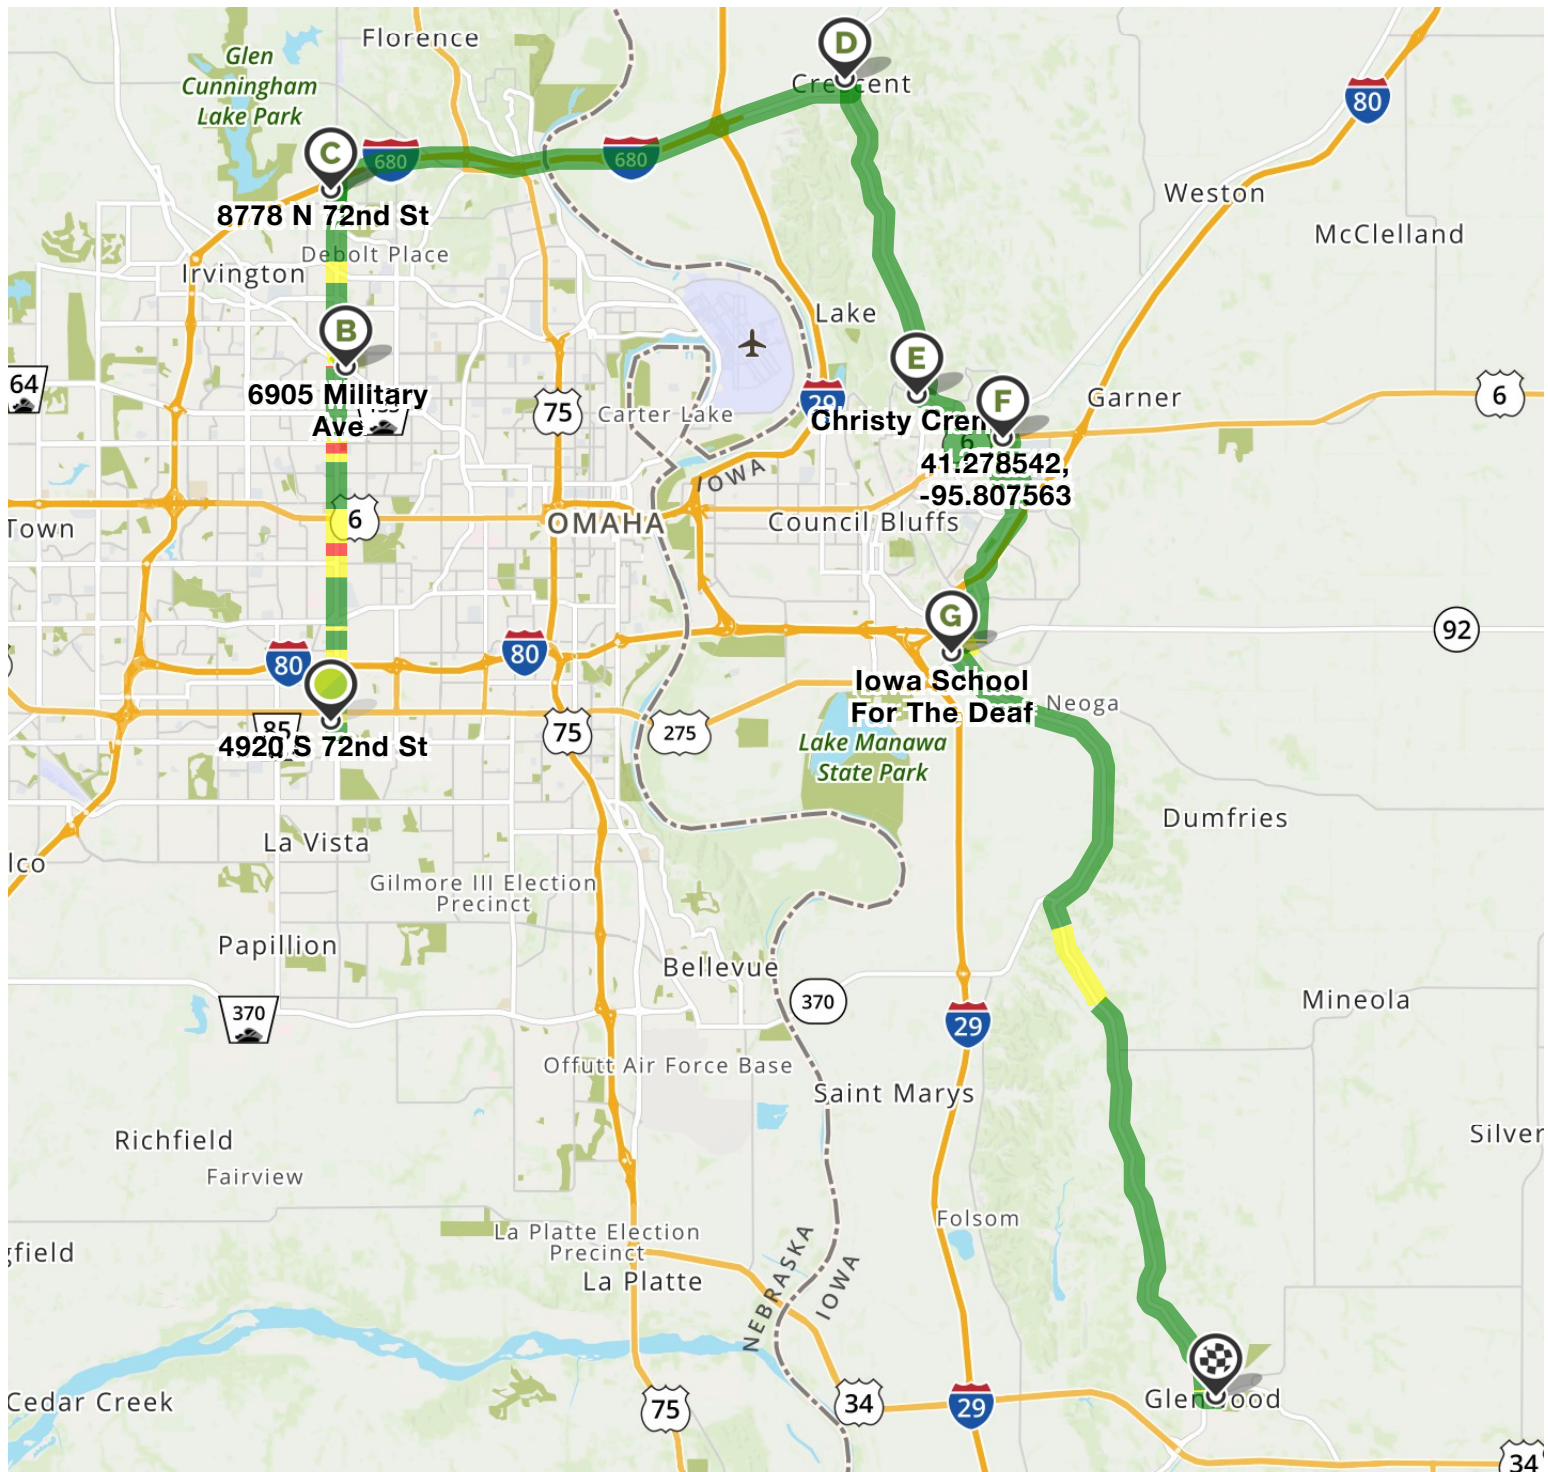 Florence
Glen
Cunningham
Lake Park
D
Crescent
80
C
680
680
8778 N 72nd St
Weston
McClelland
Debolt Place
Irvington
B
Lake
E
64
6905 Military
Ave
75
Carter Lake
29
F
Garner
6
Christy Cren
6
41.278542,
-95.807563
IOWA
Town
6
OMAHA
Council Bluffs
G
92
80
80
Iowa School
For The Deaf
Neoga
85
4920 S 72nd St
75
275
Lake Manawa
State Park
Dumfries
La Vista
lco
Gilmore III Election
Precinct
Papillion
Bellevue
370
370
29
Mineola
Offutt Air Force Base
Saint Marys
Richfield
Silver
Fairview
La Platte Election
Precinct
Folsom
gfield
La Platte
NEBRASKA
IOWA
Cedar Creek
75
34
29
Glenwood
34